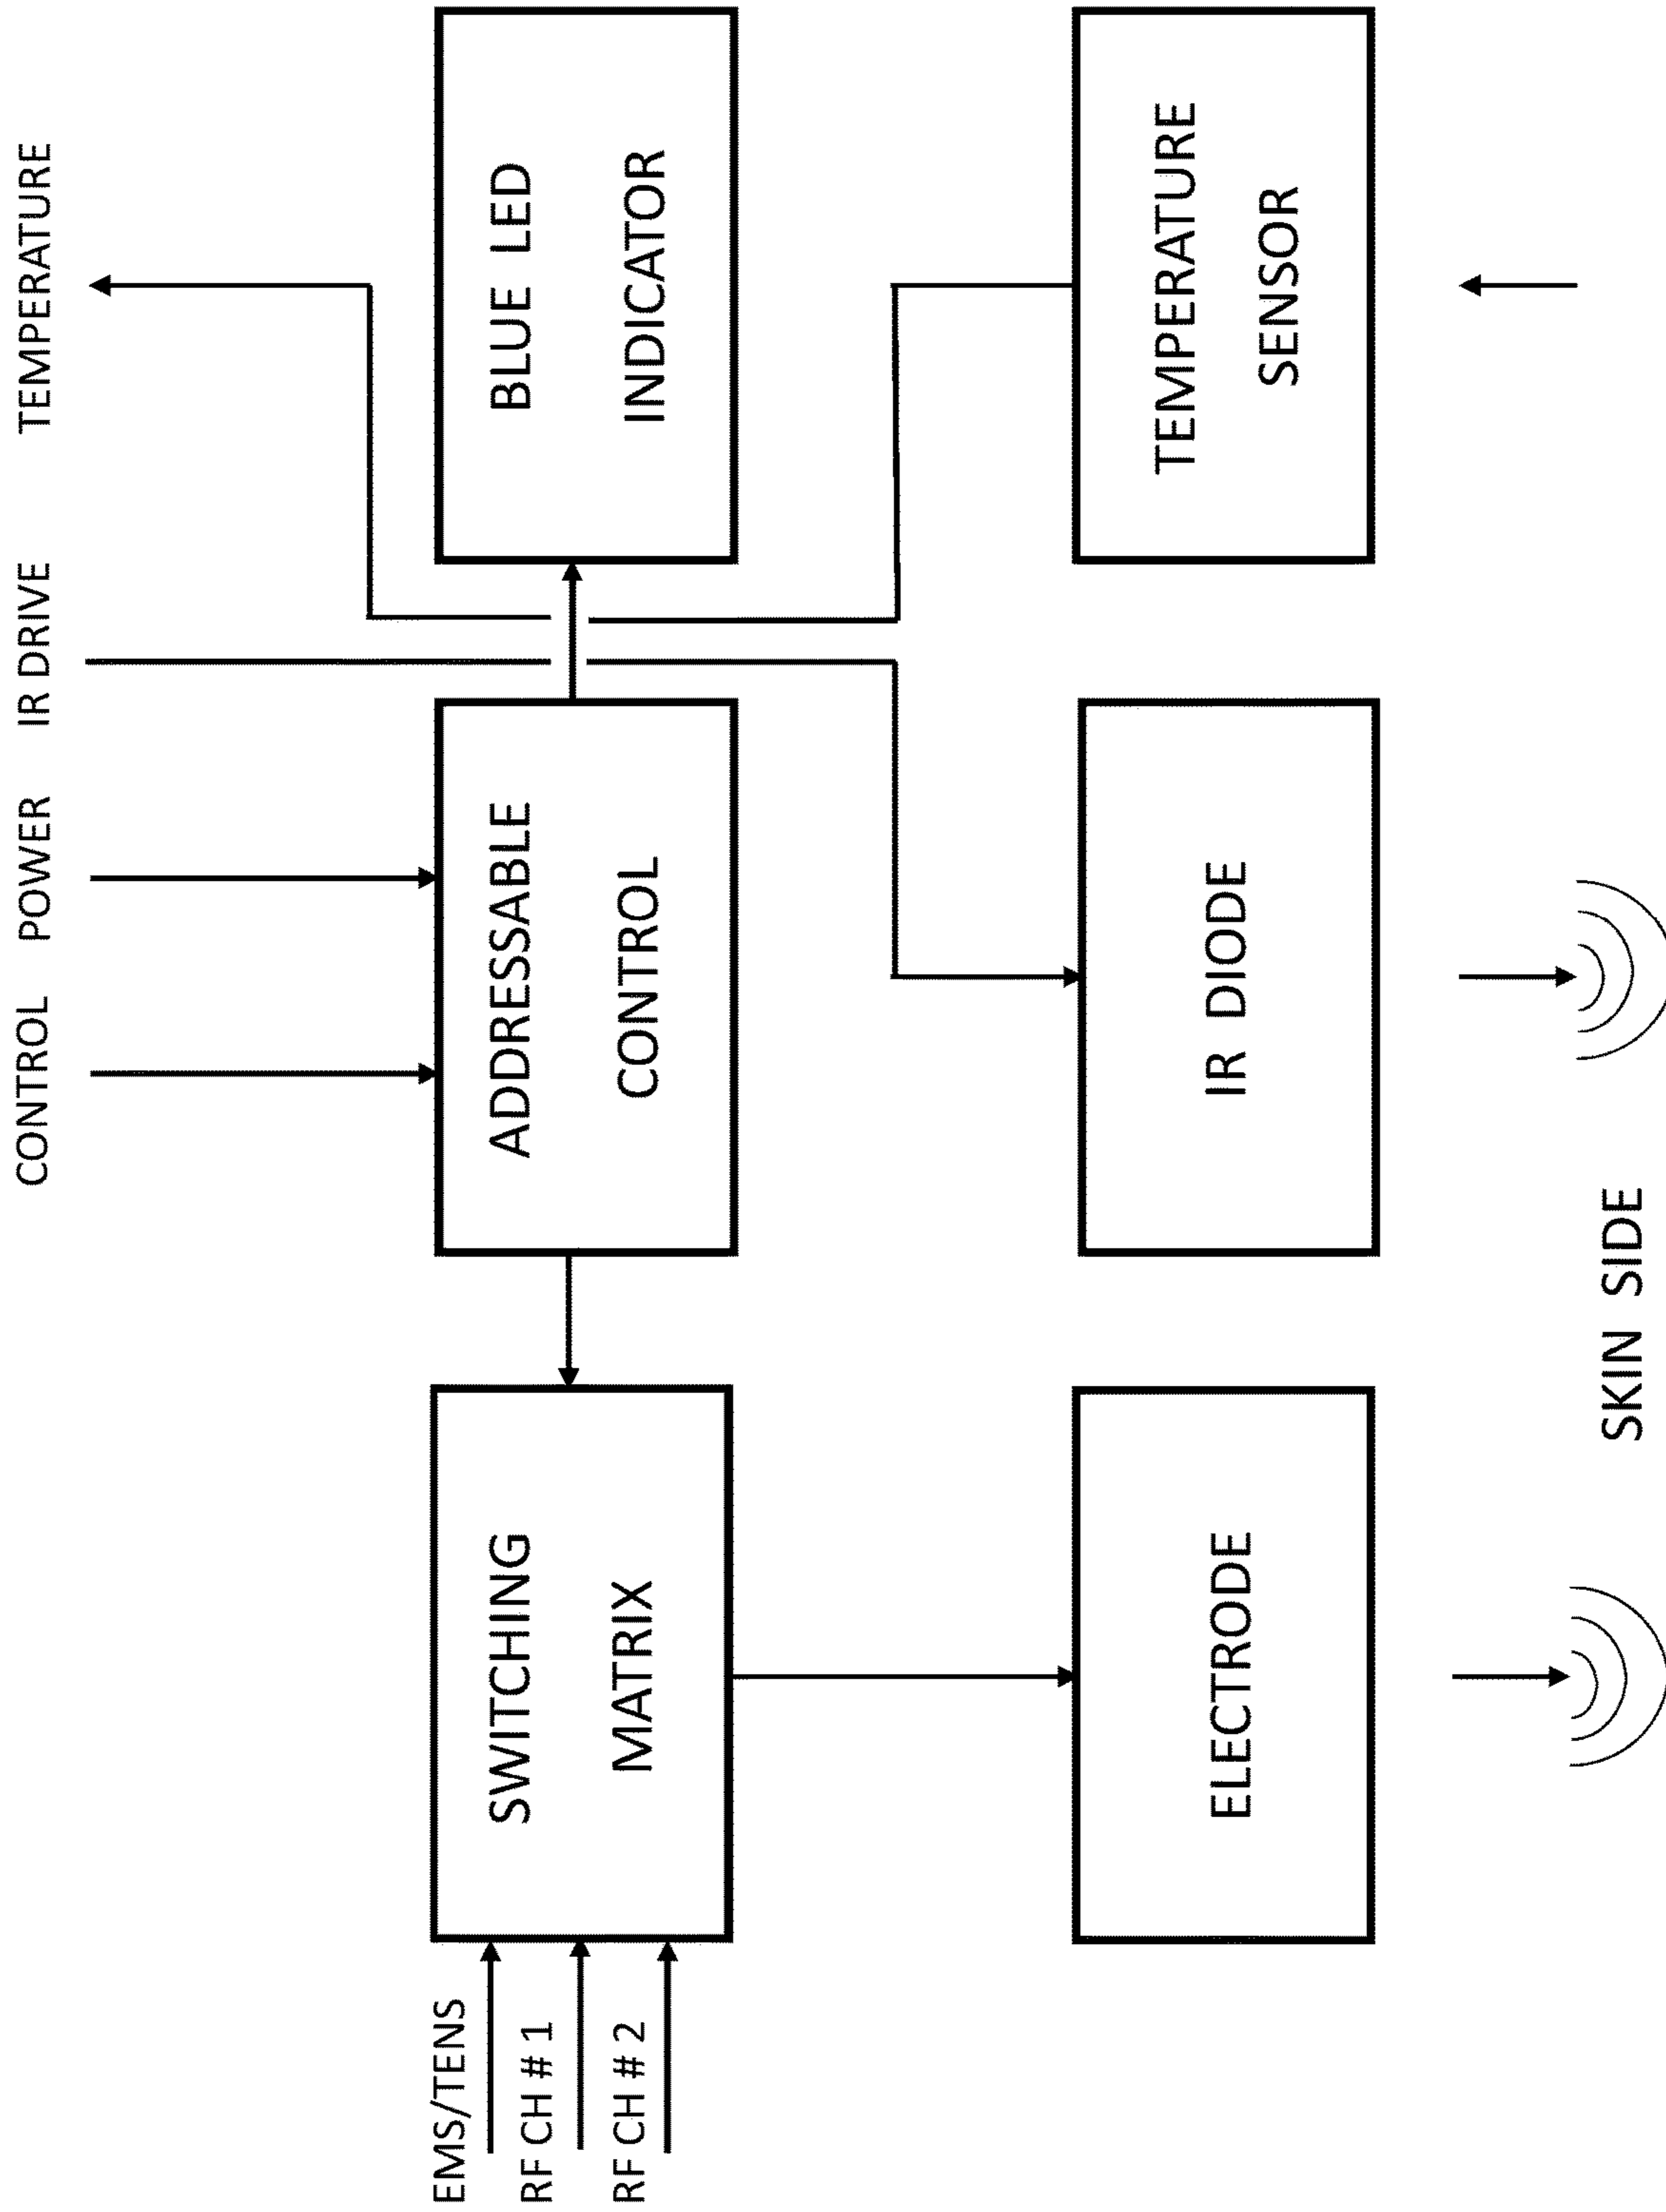 CONTROL
POWER
IR DRIVE
TEMPERATURE
EMS/TENS
RF CH # 1
RF CH # 2
SWITCHING
MATRIX
ADDRESSABLE
CONTROL
BLUE LED
INDICATOR
ELECTRODE
IR DIODE
TEMPERATURE
SENSOR
SKIN SIDE